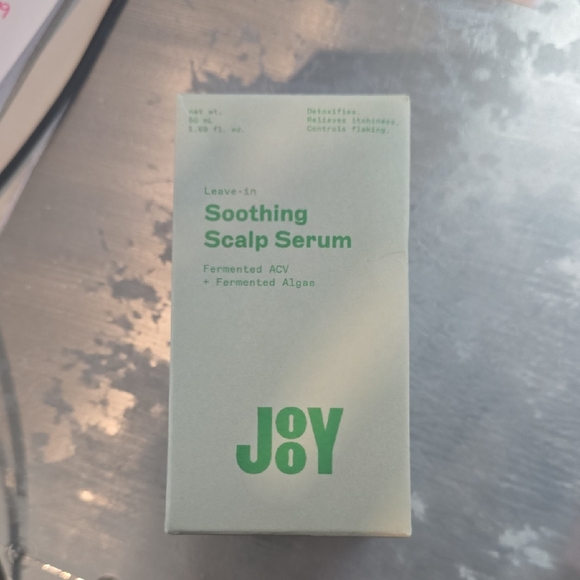 net wt.
50 mL
1.69 fl. oz.
Detoxifies.
Relieves itchiness.
Controls flaking.
Leave-in
Soothing
Scalp Serum
Fermented ACV
+ Fermented Algae
JOOY